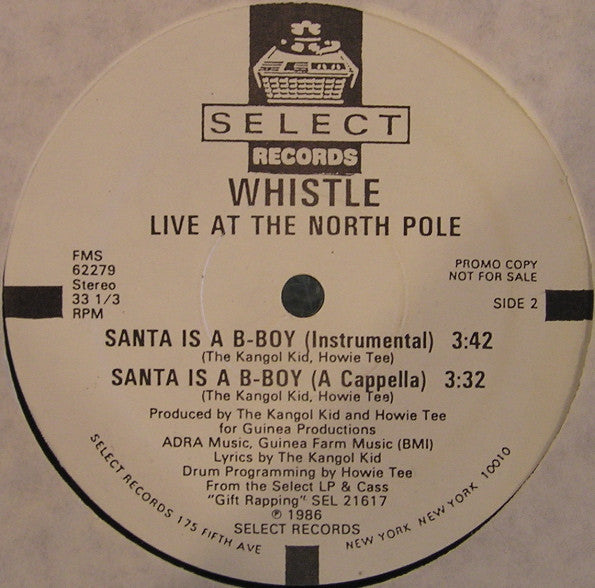 SELECT
RECORDS
WHISTLE
LIVE AT THE NORTH POLE
FMS
62279
Stereo
33 1/3
RPM
PROMO COPY
NOT FOR SALE
SIDE 2
SANTA IS A B-BOY (Instrumental) 3:42
(The Kangol Kid, Howie Tee)
SANTA IS A B-BOY (A Cappella) 3:32
(The Kangol Kid, Howie Tee)
Produced by The Kangol Kid and Howie Tee
for Guinea Productions
ADRA Music, Guinea Farm Music (BMI)
Lyrics by The Kangol Kid
Drum Programming by Howie Tee
From the Select LP & Cass
"Gift Rapping" SEL 21617
℗ 1986
SELECT RECORDS
SELECT RECORDS 175 FIFTH AVE NEW YORK NEW YORK 10010